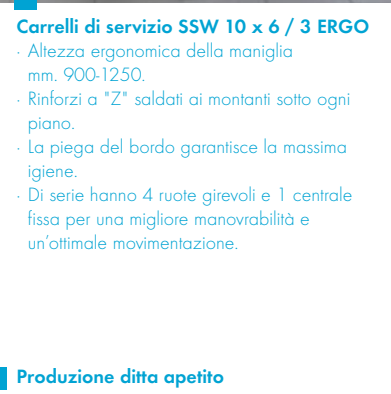 Carrelli di servizio SSW 10 x 6 / 3 ERGO
· Altezza ergonomica della maniglia
mm. 900-1250.
· Rinforzi a "Z" saldati ai montanti sotto ogni
piano.
· La piega del bordo garantisce la massima
igiene.
· Di serie hanno 4 ruote girevoli e 1 centrale
fissa per una migliore manovrabilità e
un’ottimale movimentazione.
Produzione ditta apetito